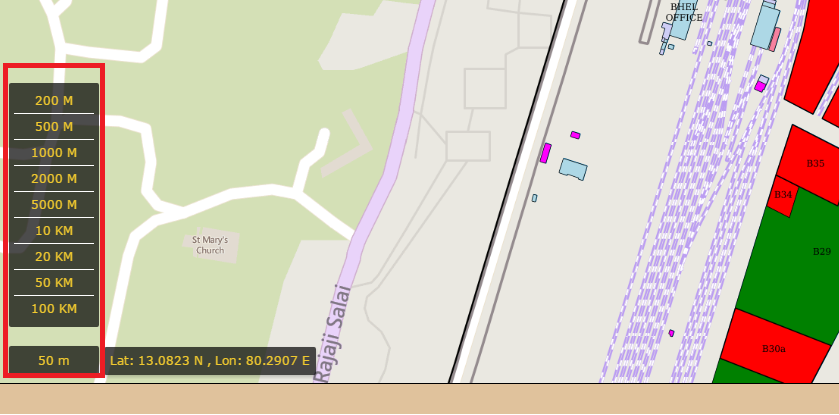 BHEL
OFFICE
200 M
500 M
1000 M
2000 M
5000 M
10 KM
20 KM
50 KM
100 KM
50 m
Lat: 13.0823 N , Lon: 80.2907 E
St Mary's
Church
Rajaji Salai
B35
B34
B29
B30a